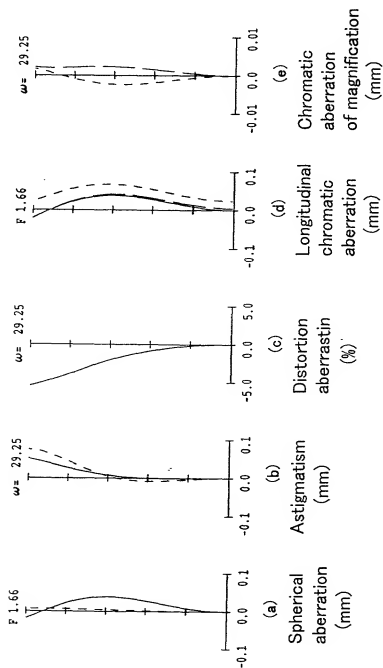 F 1.66
-0.1 0.0 0.1
(a)
Spherical
aberration
(mm)
ω= 29.25
-0.1 0.0 0.1
(b)
Astigmatism
(mm)
ω= 29.25
-5.0 0.0 5.0
(c)
Distortion
aberrastin
(%)
F 1.66
-0.1 0.0 0.1
(d)
Longitudinal
chromatic
aberration
(mm)
ω= 29.25
-0.01 0.0 0.01
(e)
Chromatic
aberration
of magnification
(mm)